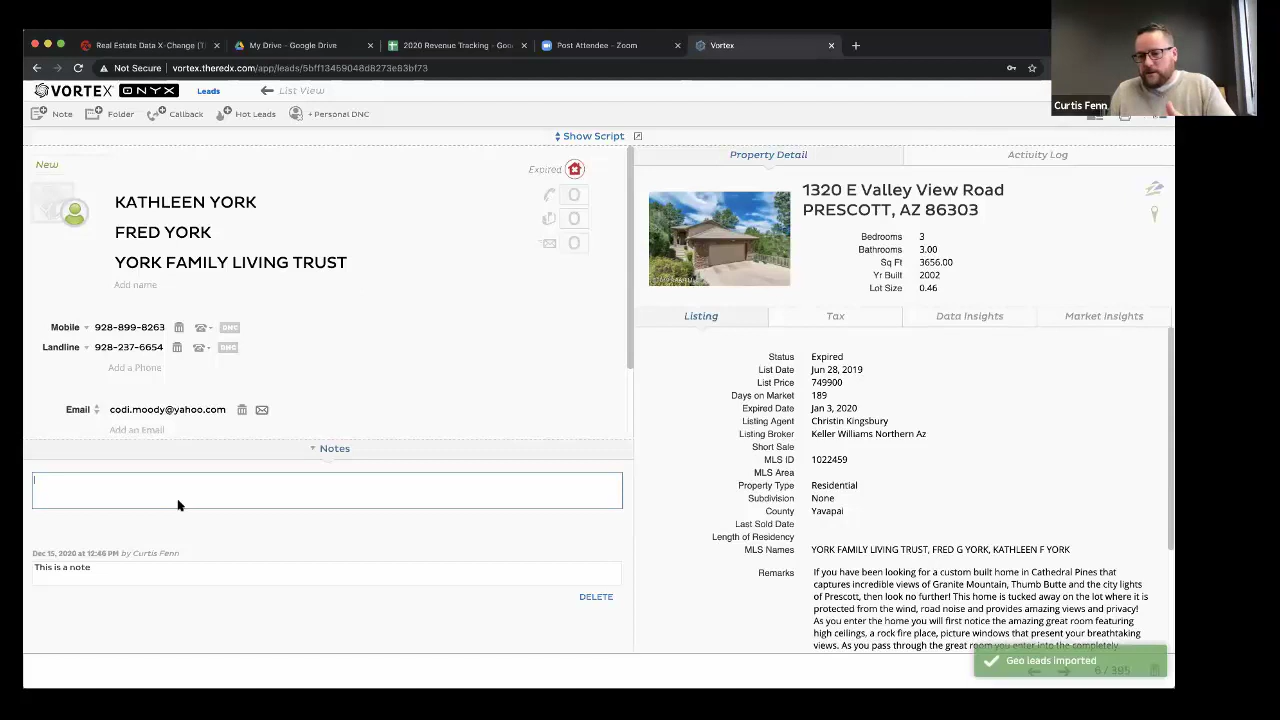 Real Estate Data X-Change (T
My Drive - Google Drive
2020 Revenue Tracking - Goo
Post Attendee - Zoom
Vortex
Not Secure
vortex.theredx.com/app/leads/5bff13459048d8273e83bf73
Curtis Fenn
VORTEX ONYX
Leads
List View
Note
Folder
Callback
Hot Leads
+ Personal DNC
Show Script
New
Expired
KATHLEEN YORK
FRED YORK
YORK FAMILY LIVING TRUST
Add name
0
0
0
Mobile 928-899-8263 DNC
Landline 928-237-6654 DNC
Add a Phone
Email codi.moody@yahoo.com
Add an Email
Notes
Dec 15, 2020 at 12:46 PM by Curtis Fenn
This is a note
DELETE
Property Detail
Activity Log
1320 E Valley View Road
PRESCOTT, AZ 86303
Bedrooms 3
Bathrooms 3.00
Sq Ft 3656.00
Yr Built 2002
Lot Size 0.46
Listing
Tax
Data Insights
Market Insights
Status Expired
List Date Jun 28, 2019
List Price 749900
Days on Market 189
Expired Date Jan 3, 2020
Listing Agent Christin Kingsbury
Listing Broker Keller Williams Northern Az
Short Sale
MLS ID 1022459
MLS Area
Property Type Residential
Subdivision None
County Yavapai
Last Sold Date
Length of Residency
MLS Names YORK FAMILY LIVING TRUST, FRED G YORK, KATHLEEN F YORK
Remarks If you have been looking for a custom built home in Cathedral Pines that
captures incredible views of Granite Mountain, Thumb Butte and the city lights
of Prescott, then look no further! This home is tucked away on the lot where it is
protected from the wind, road noise and provides amazing views and privacy!
As you enter the home you will first notice the amazing great room featuring
high ceilings, a rock fire place, picture windows that present your breathtaking
views. As you pass through the great room you enter into the completely
Geo leads imported
6 / 395